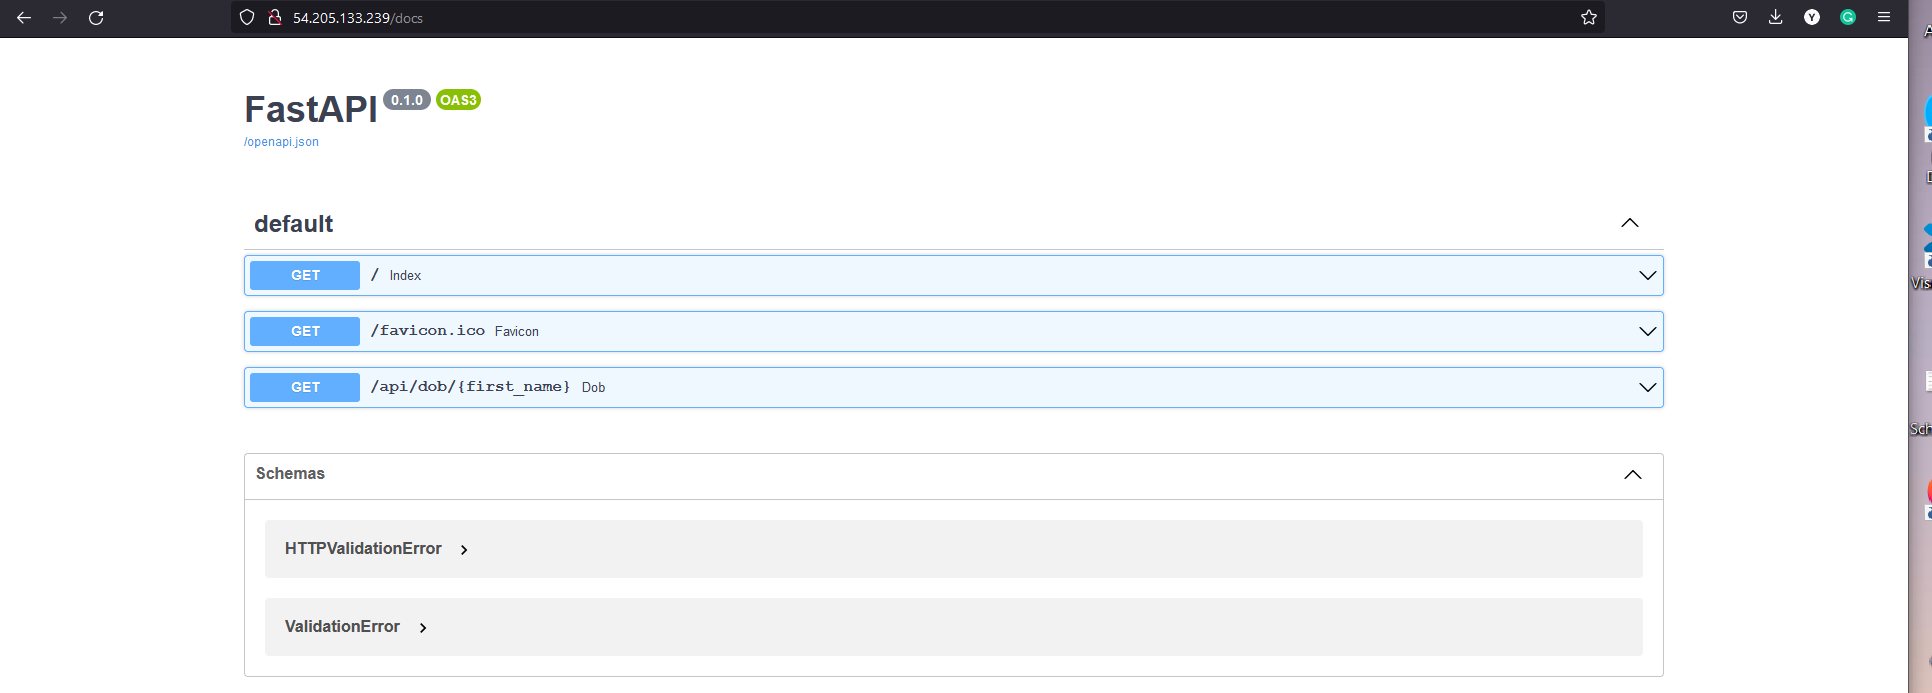 54.205.133.239/docs
Y
G
FastAPI 0.1.0 OAS3
/openapi.json
default
GET / Index
GET /favicon.ico Favicon
GET /api/dob/{first_name} Dob
Vis
Sch
Schemas
HTTPValidationError
ValidationError